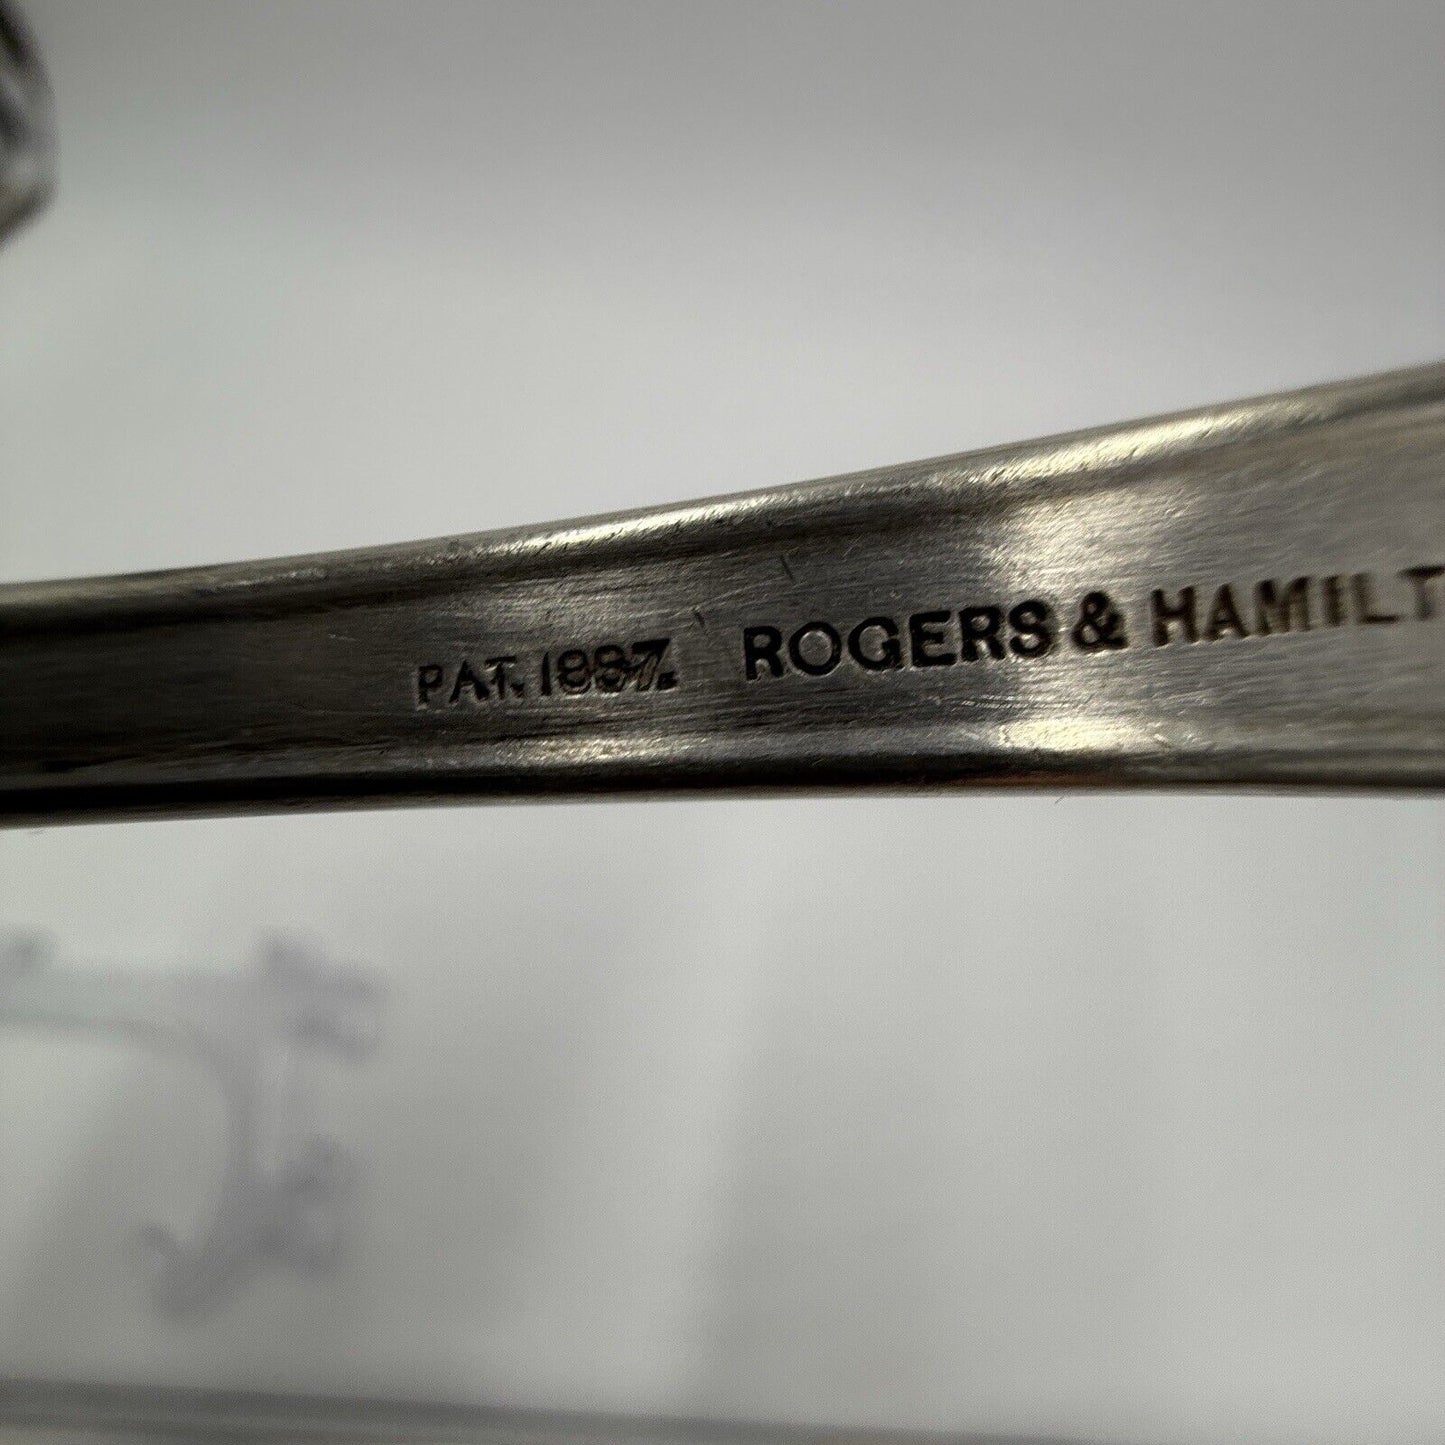 PAT. 1887. ROGERS & HAMILT